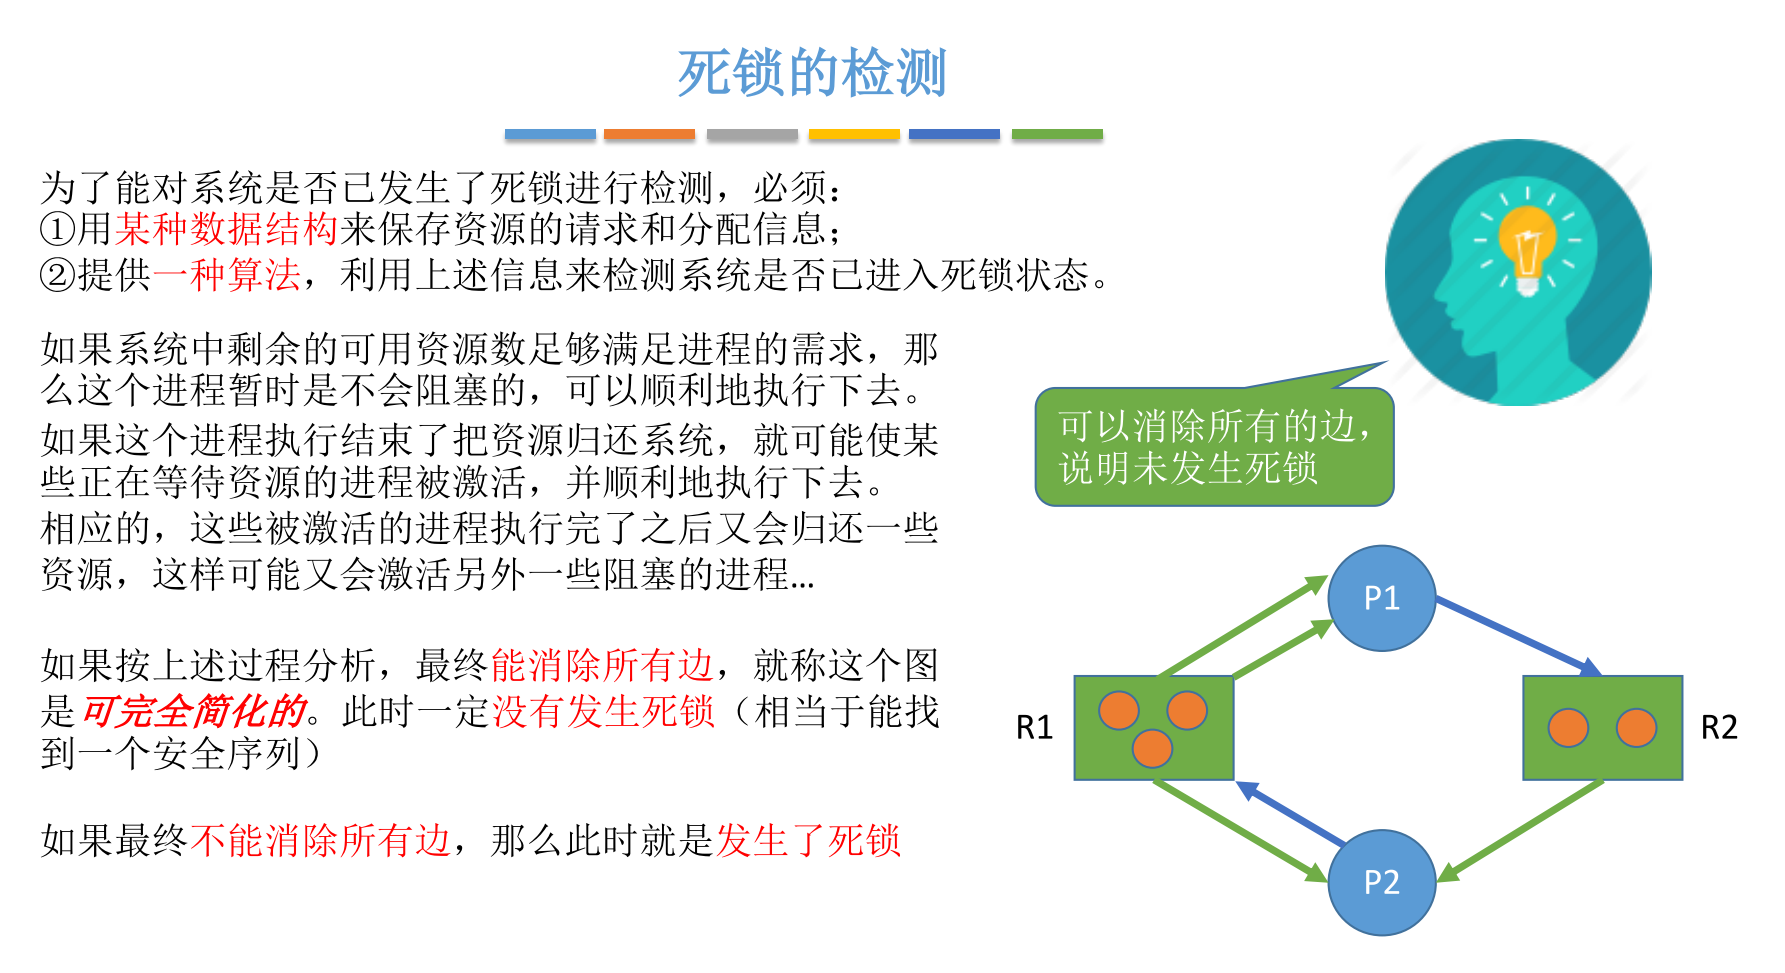 死锁的检测
为了能对系统是否已发生了死锁进行检测，必须：
①用某种数据结构来保存资源的请求和分配信息；
②提供一种算法，利用上述信息来检测系统是否已进入死锁状态。
如果系统中剩余的可用资源数足够满足进程的需求，那
么这个进程暂时是不会阻塞的，可以顺利地执行下去。
如果这个进程执行结束了把资源归还系统，就可能使某
些正在等待资源的进程被激活，并顺利地执行下去。
相应的，这些被激活的进程执行完了之后又会归还一些
资源，这样可能又会激活另外一些阻塞的进程...
如果按上述过程分析，最终能消除所有边，就称这个图
是可完全简化的。此时一定没有发生死锁（相当于能找
到一个安全序列）
如果最终不能消除所有边，那么此时就是发生了死锁
可以消除所有的边，
说明未发生死锁
P1
R1
R2
P2